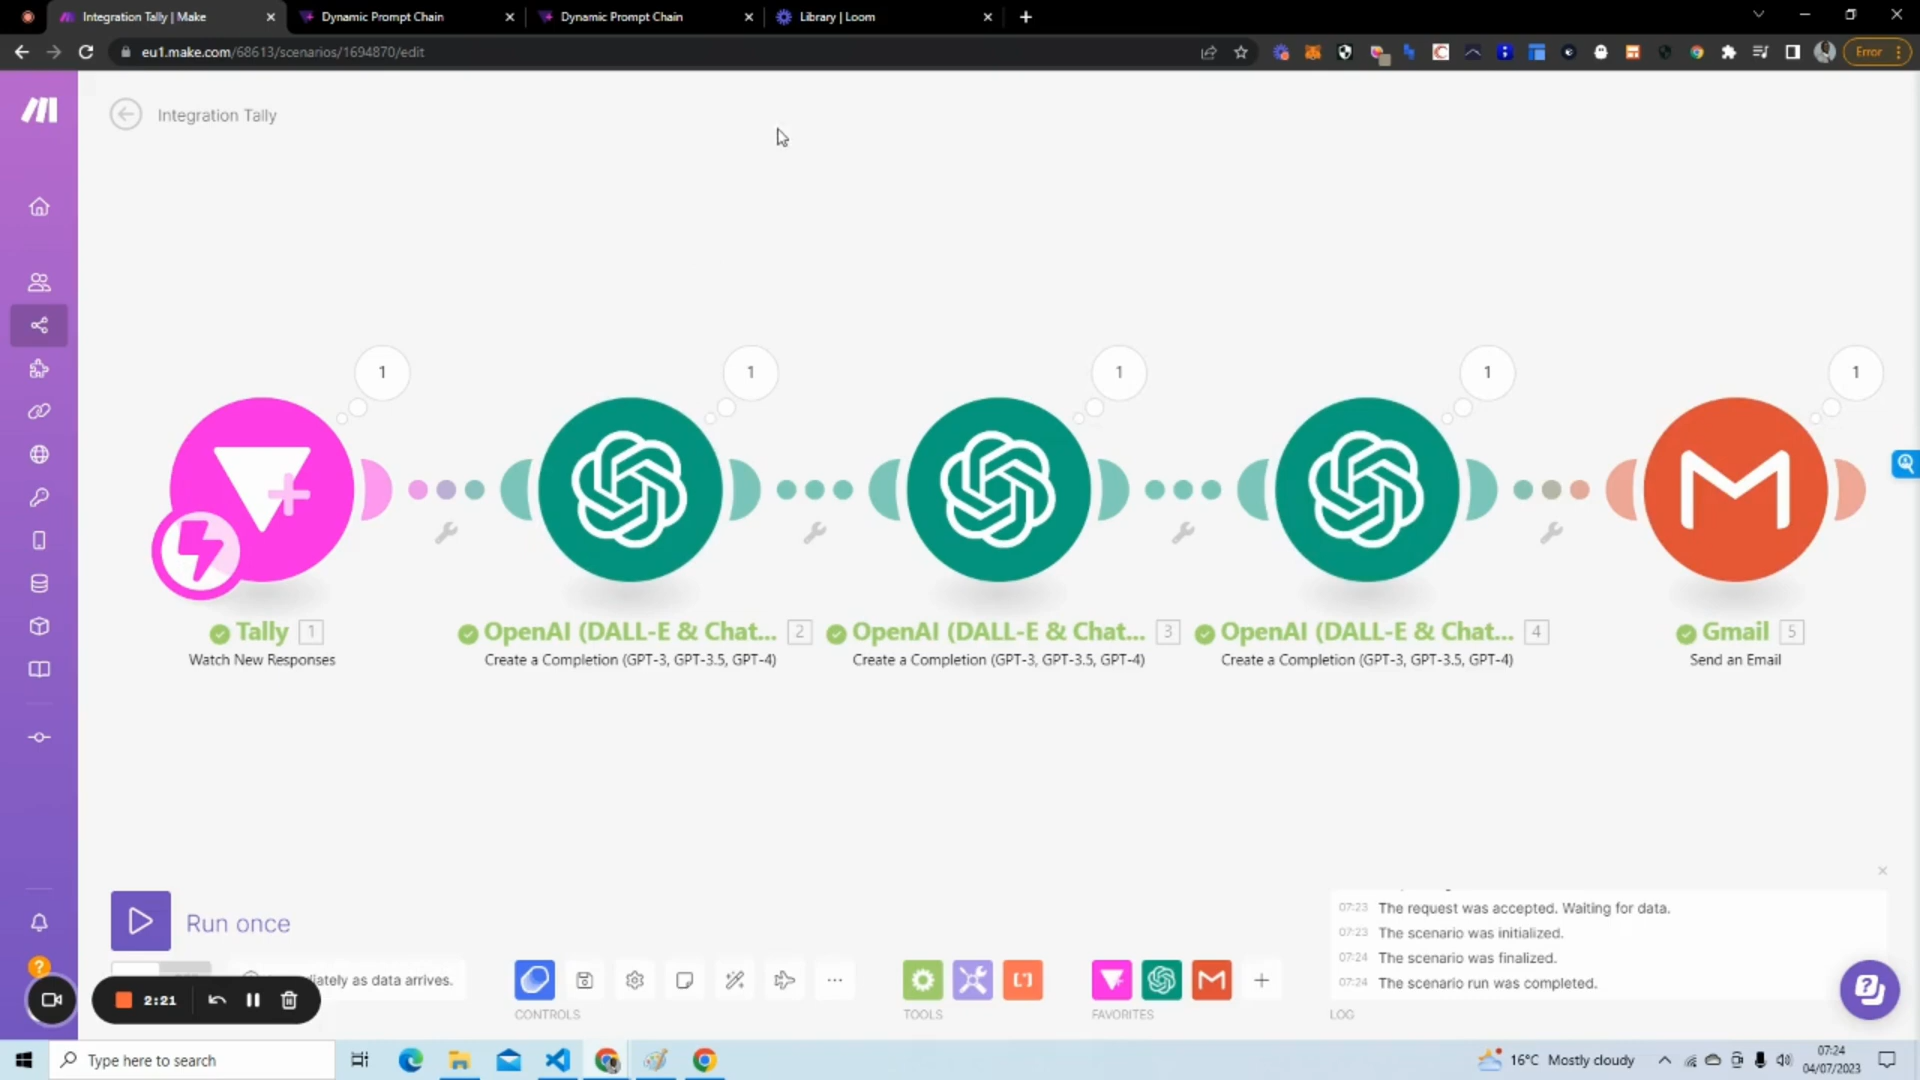 Integration Tally | Make
Dynamic Prompt Chain
Dynamic Prompt Chain
Library | Loom
eu1.make.com/68613/scenarios/1694870/edit
Error
Integration Tally
1
1
1
1
1
Tally 1
Watch New Responses
OpenAI (DALL-E & Chat... 2
Create a Completion (GPT-3, GPT-3.5, GPT-4)
OpenAI (DALL-E & Chat... 3
Create a Completion (GPT-3, GPT-3.5, GPT-4)
OpenAI (DALL-E & Chat... 4
Create a Completion (GPT-3, GPT-3.5, GPT-4)
Gmail 5
Send an Email
Run once
diately as data arrives.
2:21
CONTROLS
TOOLS
FAVORITES
07:23 The request was accepted. Waiting for data.
07:23 The scenario was initialized.
07:24 The scenario was finalized.
07:24 The scenario run was completed.
LOG
Type here to search
16°C Mostly cloudy
07:24
04/07/2023